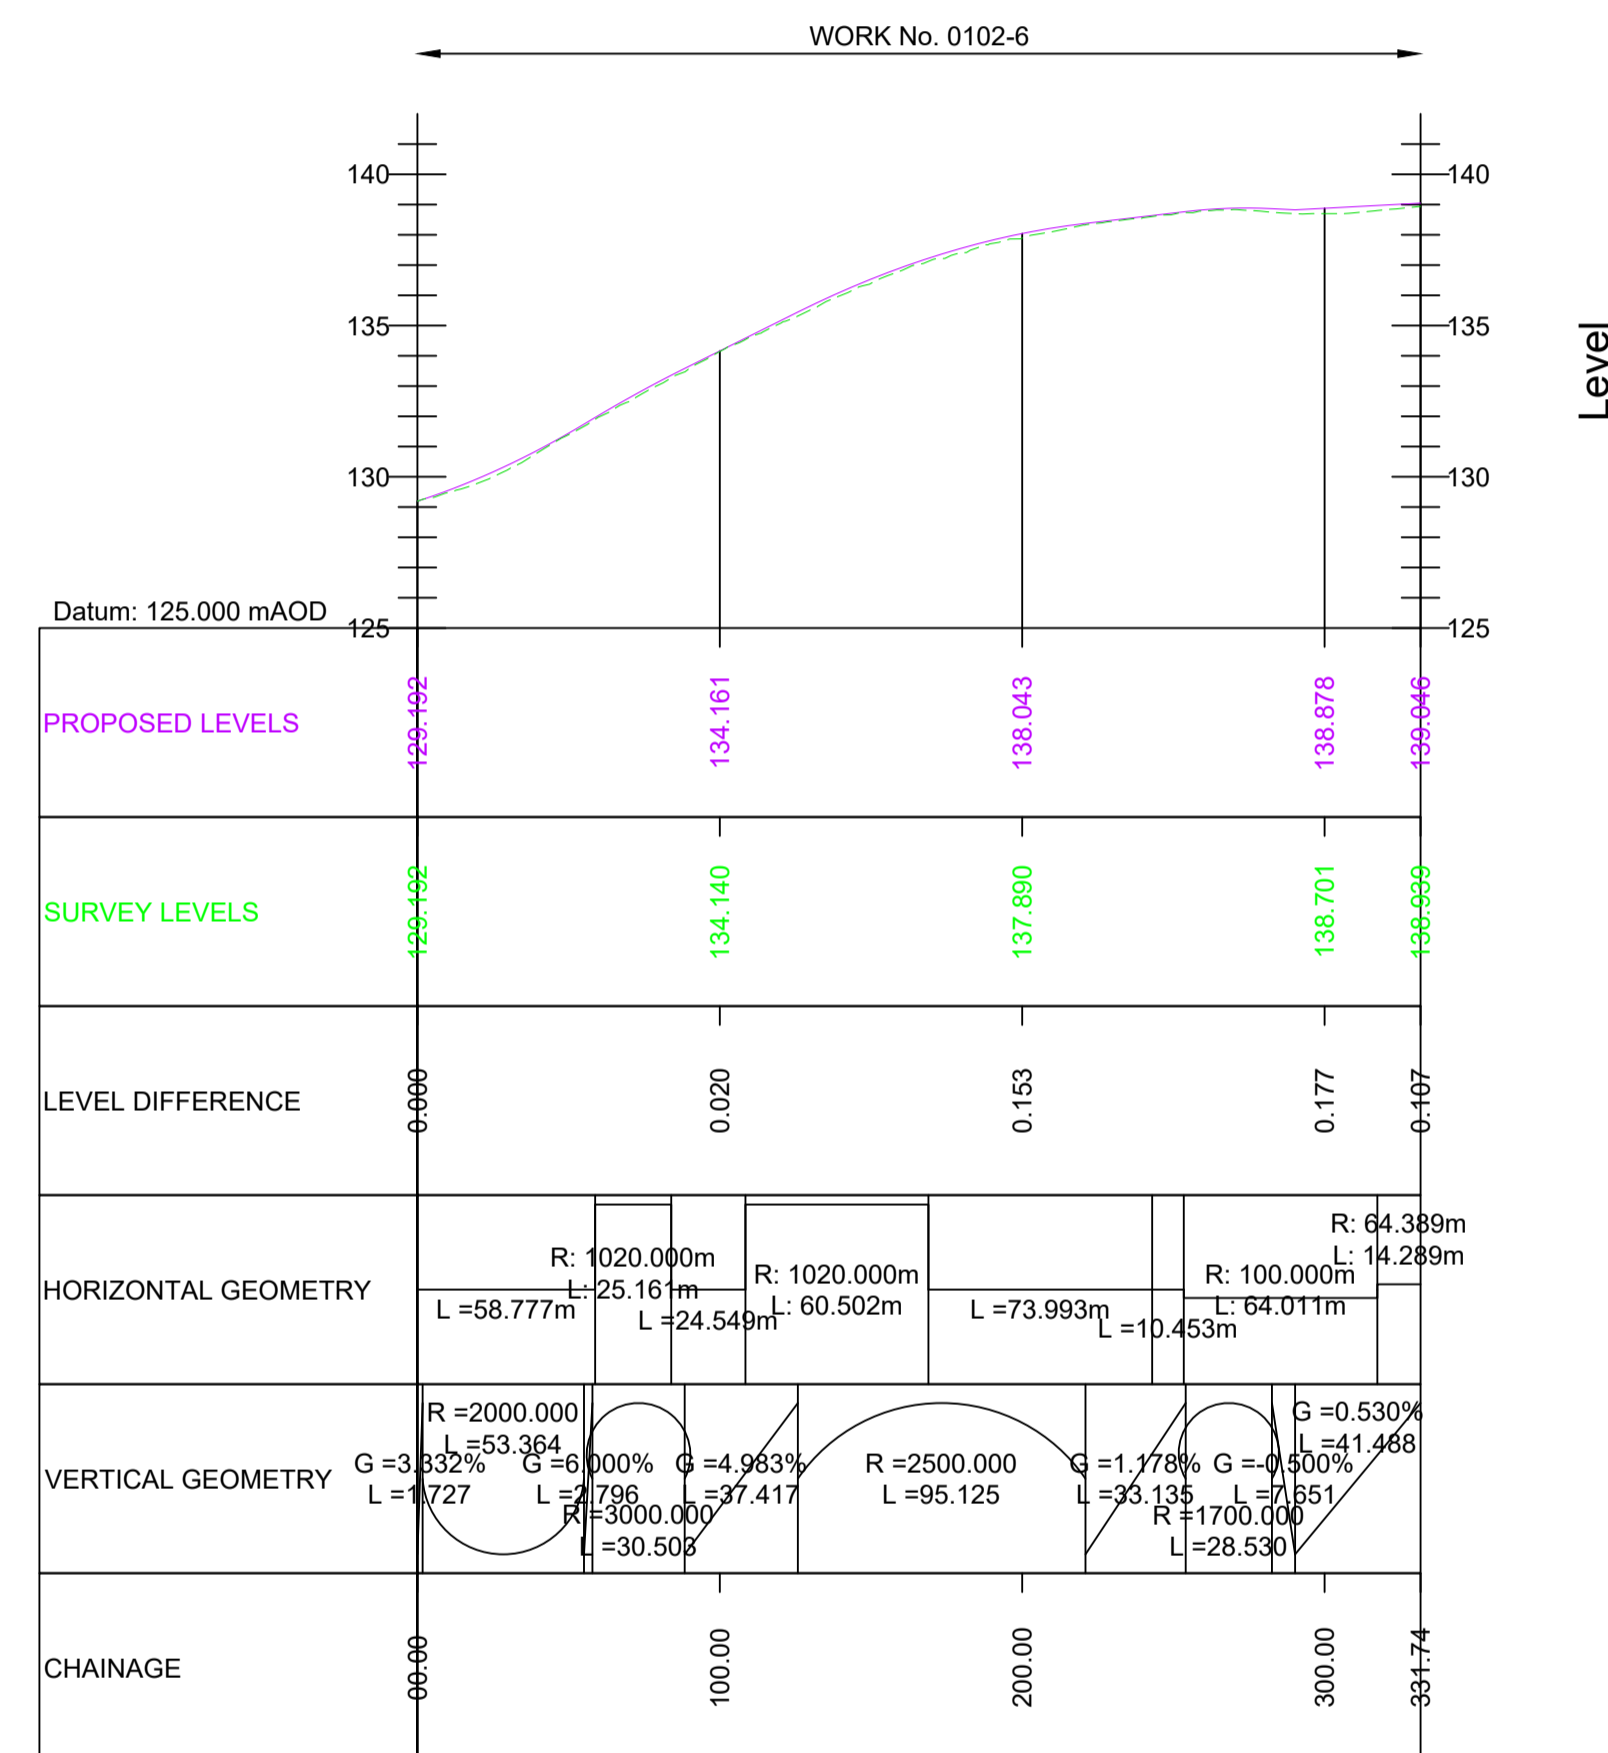 WORK No. 0102-6
140
140
135
135
Level
130
130
Datum: 125.000 mAOD
125
125
PROPOSED LEVELS
129.192
134.161
138.043
138.878
139.046
SURVEY LEVELS
129.192
134.140
137.890
138.701
138.939
LEVEL DIFFERENCE
0.000
0.020
0.153
0.177
0.107
HORIZONTAL GEOMETRY
L =58.777m
R: 1020.000m
L: 25.161m
L =24.549m
R: 1020.000m
L: 60.502m
L =73.993m
L =10.453m
R: 100.000m
L: 64.011m
R: 64.389m
L: 14.289m
VERTICAL GEOMETRY
G =3.332%
L =1.727
R =2000.000
L =53.364
G =6.000%
L =2.796
R =3000.000
L =30.503
G =4.983%
L =37.417
R =2500.000
L =95.125
G =1.178%
L =33.135
R =1700.000
L =28.530
G =-0.500%
L =7.651
G =0.530%
L =41.488
CHAINAGE
00.00
100.00
200.00
300.00
331.74